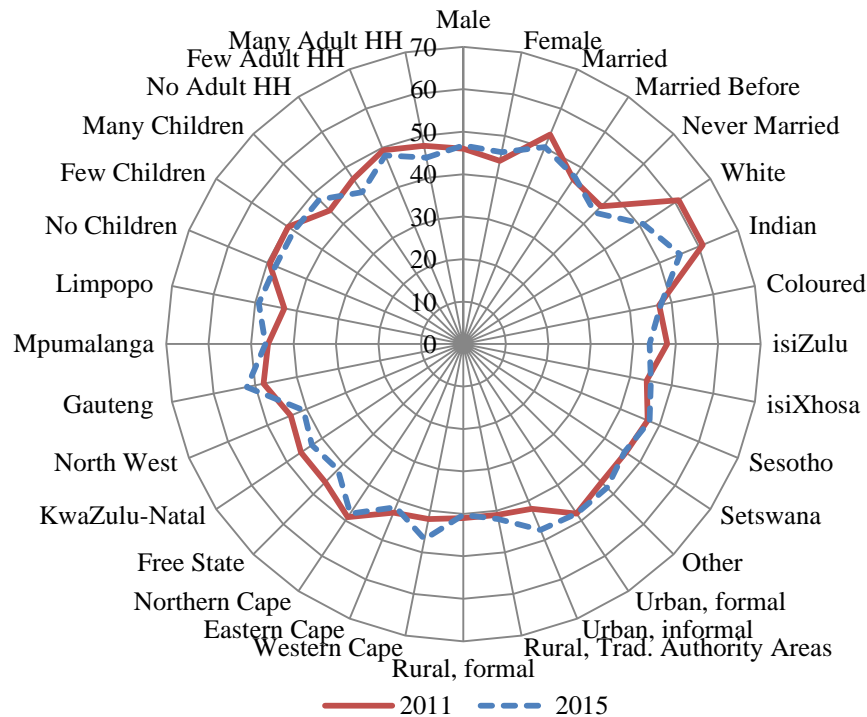 Male
Female
Married
Married Before
Never Married
White
Indian
Coloured
isiZulu
isiXhosa
Sesotho
Setswana
Other
Urban, formal
Urban, informal
Rural, Trad. Authority Areas
Rural, formal
Western Cape
Eastern Cape
Northern Cape
Free State
KwaZulu-Natal
North West
Gauteng
Mpumalanga
Limpopo
No Children
Few Children
Many Children
No Adult HH
Few Adult HH
Many Adult HH
70
60
50
40
30
20
10
0
2011
2015